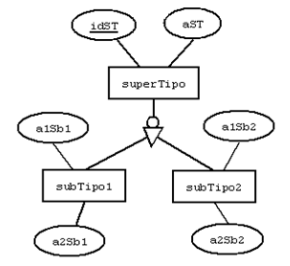 idST
aST
superTipo
a1Sb1
a1Sb2
subTipo1
subTipo2
a2Sb1
a2Sb2